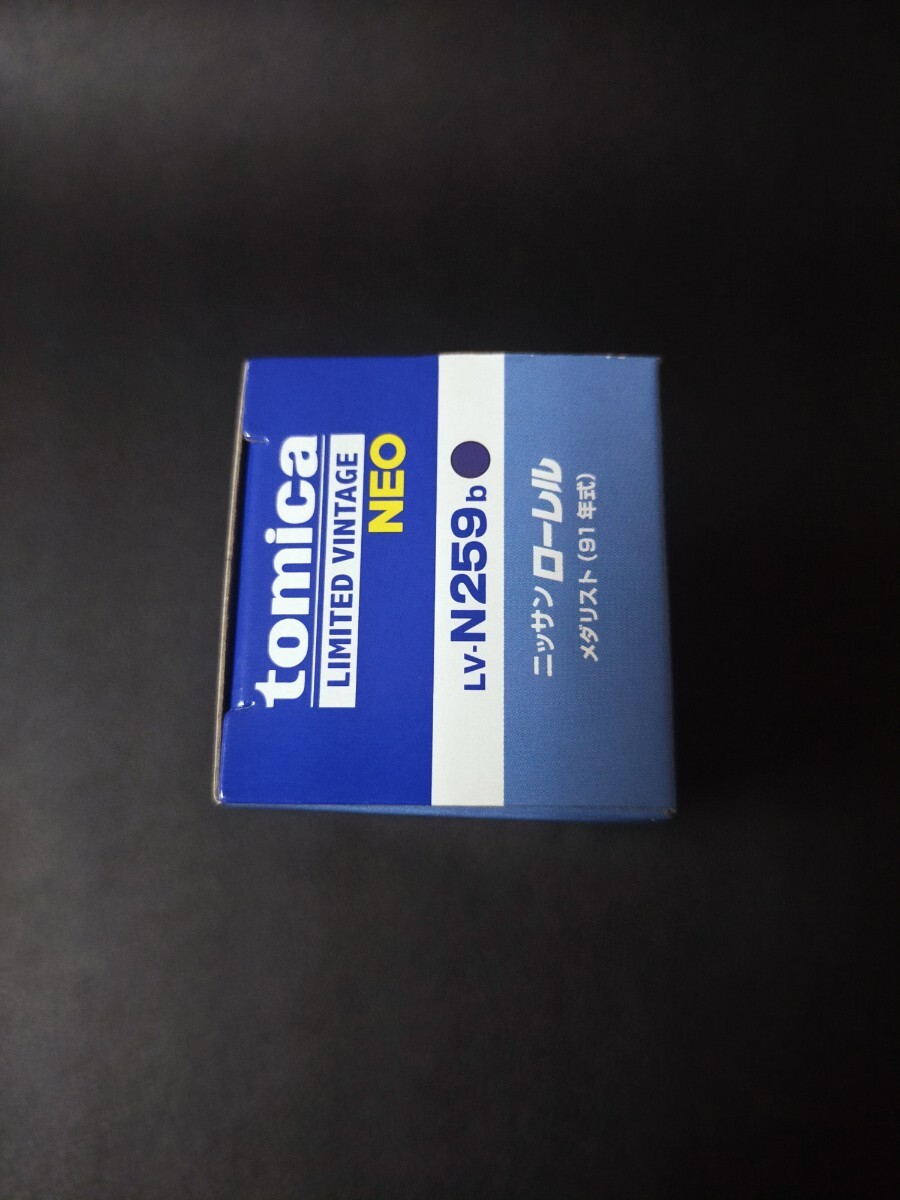 tomica
LIMITED VINTAGE
NEO
LV-N259b
ニッサン ローレル
メダリスト (91年式)